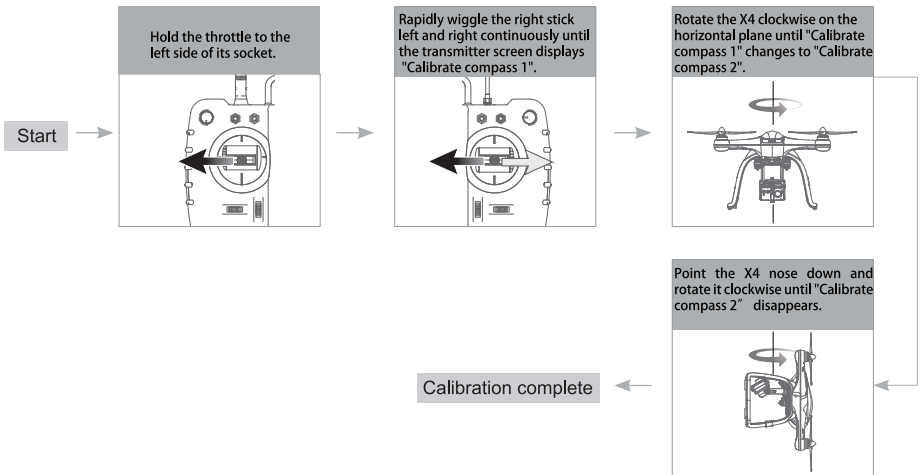 Start
Hold the throttle to the
left side of its socket.
Rapidly wiggle the right stick
left and right continuously until
the transmitter screen displays
"Calibrate compass 1".
Rotate the X4 clockwise on the
horizontal plane until "Calibrate
compass 1" changes to "Calibrate
compass 2".
Point the X4 nose down and
rotate it clockwise until "Calibrate
compass 2″ disappears.
Calibration complete